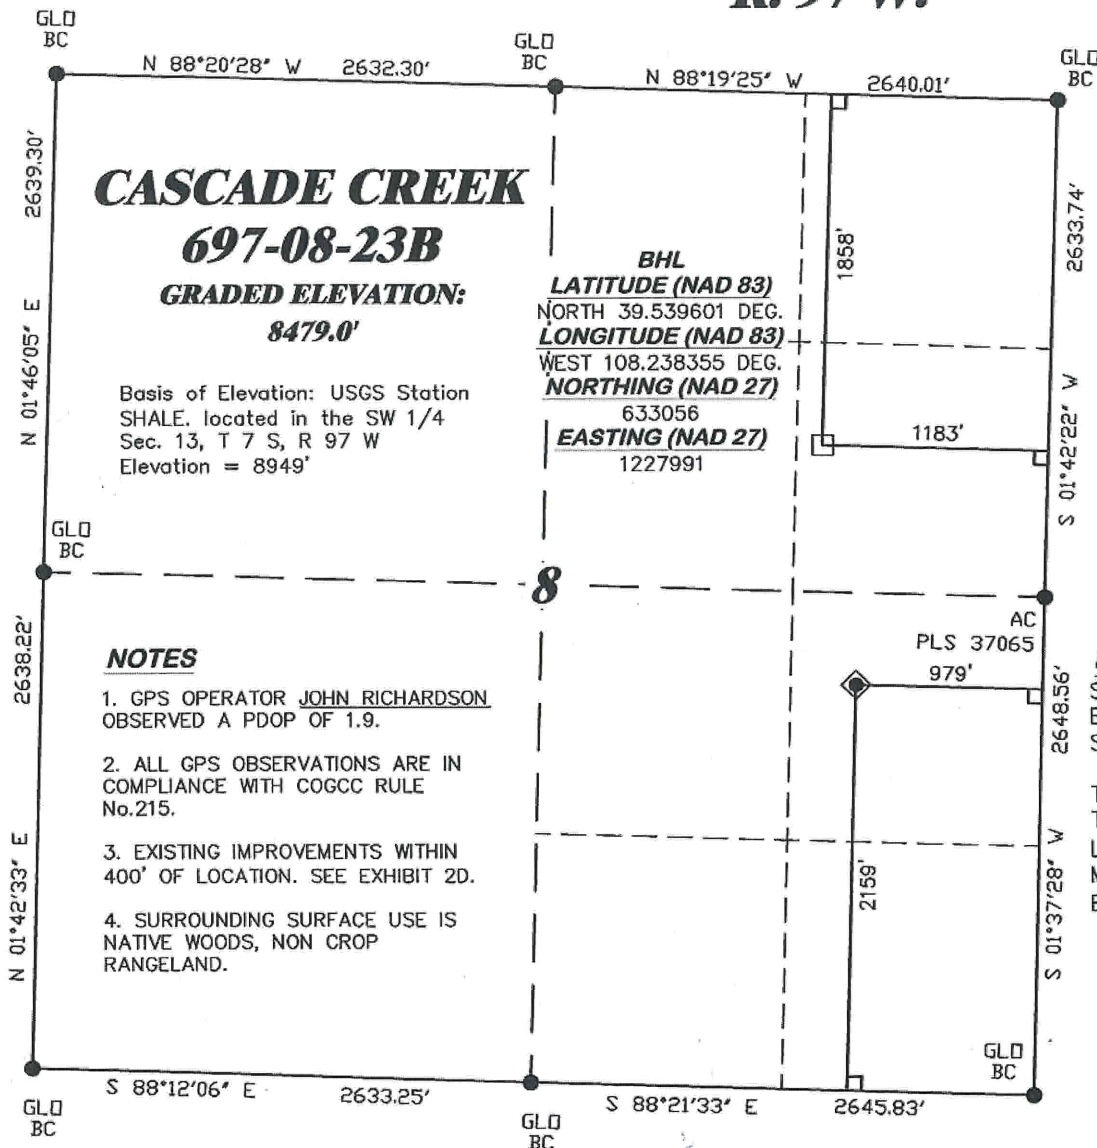 R. 97 W.
GLO
BC
GLO
BC
GLO
BC
N 88°20'28" W 2632.30'
N 88°19'25" W 2640.01'
2639.30'
N 01°46'05" E
CASCADE CREEK
697-08-23B
GRADED ELEVATION:
8479.0'
Basis of Elevation: USGS Station
SHALE. located in the SW 1/4
Sec. 13, T 7 S, R 97 W
Elevation = 8949'
BHL
LATITUDE (NAD 83)
NORTH 39.539601 DEG.
LONGITUDE (NAD 83)
WEST 108.238355 DEG.
NORTHING (NAD 27)
633056
EASTING (NAD 27)
1227991
1858'
1183'
2633.74'
S 01°42'22" W
GLO
BC
8
AC
PLS 37065
979'
2159'
2648.56'
S 01°37'28" W
2638.22'
N 01°42'33" E
NOTES
1. GPS OPERATOR JOHN RICHARDSON
OBSERVED A PDOP OF 1.9.
2. ALL GPS OBSERVATIONS ARE IN
COMPLIANCE WITH COGCC RULE
No.215.
3. EXISTING IMPROVEMENTS WITHIN
400' OF LOCATION. SEE EXHIBIT 2D.
4. SURROUNDING SURFACE USE IS
NATIVE WOODS, NON CROP
RANGELAND.
GLO
BC
S 88°12'06" E 2633.25'
S 88°21'33" E 2645.83'
GLO
BC
GLO
BC